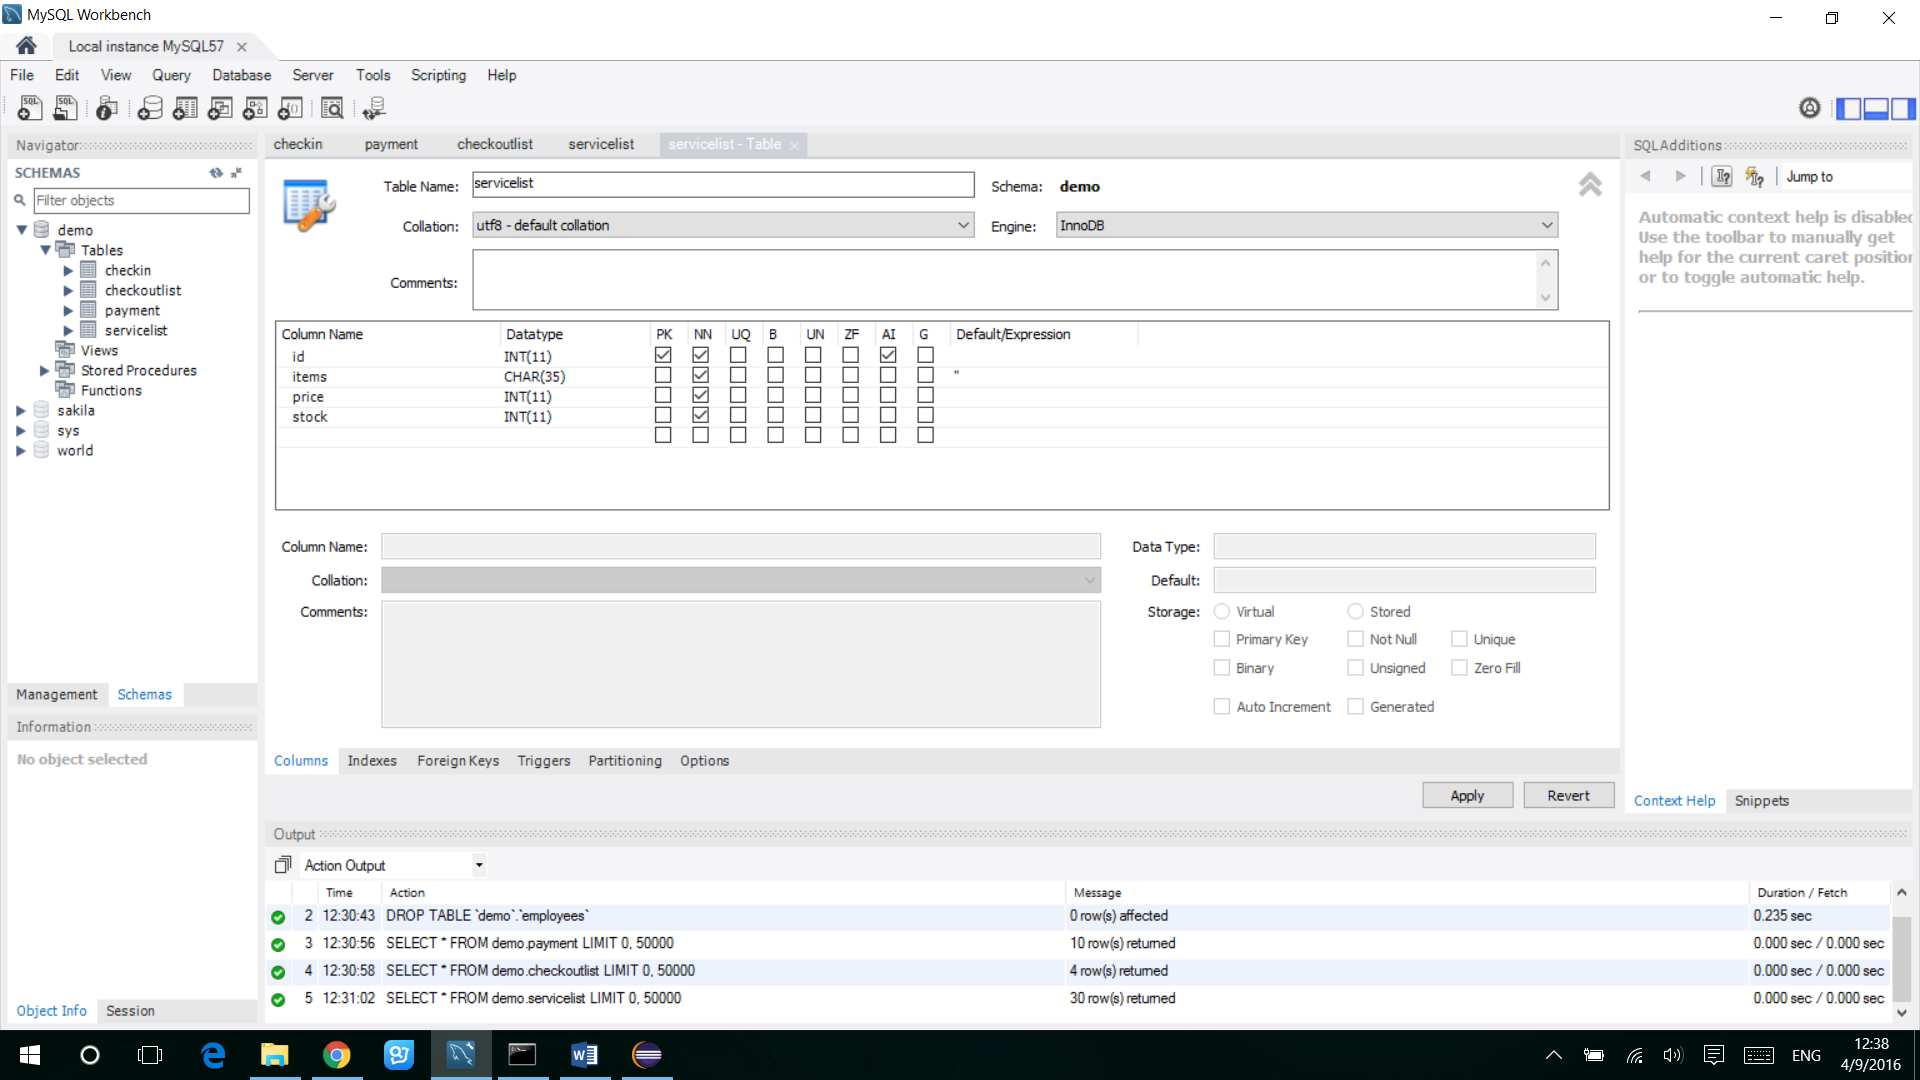 MySQL Workbench
Local instance MySQL57
File Edit View Query Database Server Tools Scripting Help
Navigator
SCHEMAS
Filter objects
demo
Tables
checkin
checkoutlist
payment
servicelist
Views
Stored Procedures
Functions
sakila
sys
world
Management Schemas
Information
No object selected
Object Info Session
checkin payment checkoutlist servicelist servicelist - Table
Table Name: servicelist Schema: demo
Collation: utf8 - default collation Engine: InnoDB
Comments:
Column Name Datatype PK NN UQ B UN ZF AI G Default/Expression
id INT(11)
items CHAR(35) ''
price INT(11)
stock INT(11)
Column Name: Data Type:
Collation: Default:
Comments: Storage: Virtual Stored
Primary Key Not Null Unique
Binary Unsigned Zero Fill
Auto Increment Generated
Columns Indexes Foreign Keys Triggers Partitioning Options
Apply Revert
SQLAdditions
Jump to
Automatic context help is disabled
Use the toolbar to manually get
help for the current caret position
or to toggle automatic help.
Context Help Snippets
Output
Action Output
Time Action Message Duration / Fetch
2 12:30:43 DROP TABLE `demo`.`employees` 0 row(s) affected 0.235 sec
3 12:30:56 SELECT * FROM demo.payment LIMIT 0, 50000 10 row(s) returned 0.000 sec / 0.000 sec
4 12:30:58 SELECT * FROM demo.checkoutlist LIMIT 0, 50000 4 row(s) returned 0.000 sec / 0.000 sec
5 12:31:02 SELECT * FROM demo.servicelist LIMIT 0, 50000 30 row(s) returned 0.000 sec / 0.000 sec
ENG
12:38
4/9/2016